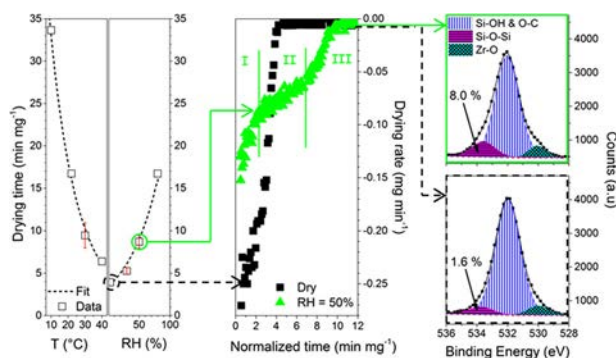 Drying time (min mg⁻¹)
35
30
25
20
15
10
5
0
Fit
Data
10 20 30 40
T (°C)
35
30
25
20
15
10
5
0
50 100
RH (%)
I II III
Dry
RH = 50%
0 2 4 6 8 10 12
Normalized time (min mg⁻¹)
0.00
-0.05
-0.10
-0.15
-0.20
-0.25
Drying rate (mg min⁻¹)
Si-OH & O-C
Si-O-Si
Zr-O
8.0 %
4000
3000
2000
1000
1.6 %
4000
3000
2000
1000
Counts (a.u)
536 534 532 530 528
Binding Energy (eV)